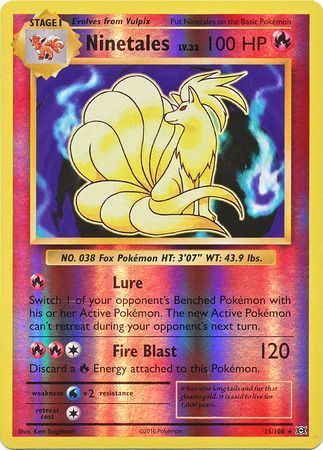 STAGE 1 Evolves from Vulpix Put Ninetales on the Basic Pokémon
Ninetales LV.32 100 HP
NO. 038 Fox Pokémon HT: 3'07" WT: 43.9 lbs.
Lure
Switch 1 of your opponent's Benched Pokémon with
his or her Active Pokémon. The new Active Pokémon
can't retreat during your opponent's next turn.
Fire Blast 120
Discard a Energy attached to this Pokémon.
weakness ×2 resistance
retreat
cost
It has nine long tails and fur that
gleams gold. It is said to live for
1,000 years.
Illus. Ken Sugimori ©2016 Pokémon 15/108 ★